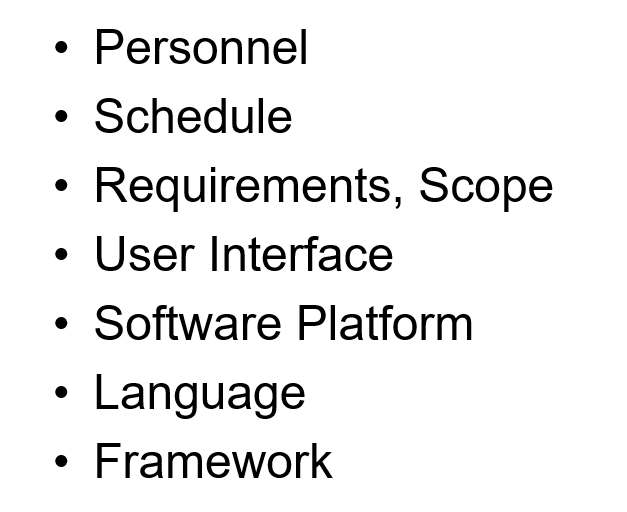 • Personnel
• Schedule
• Requirements, Scope
• User Interface
• Software Platform
• Language
• Framework